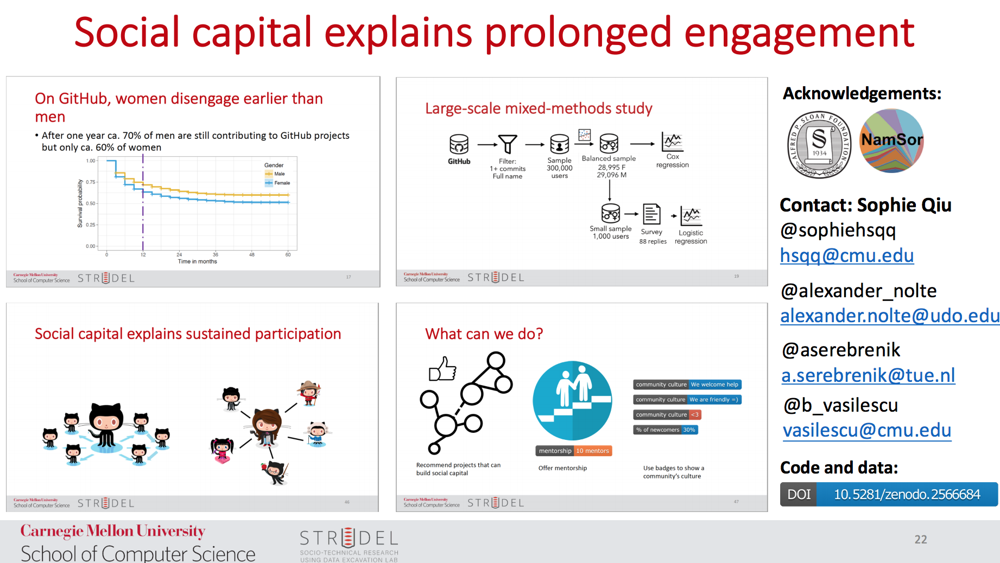 Social capital explains prolonged engagement
On GitHub, women disengage earlier than
men
• After one year ca. 70% of men are still contributing to GitHub projects
but only ca. 60% of women
1.00
0.75
0.50
0.25
0.00
Survival probability
0 12 24 36 48 60
Time in months
Gender
Male
Female
Carnegie Mellon University
School of Computer Science
STRUDEL
17
Large-scale mixed-methods study
GitHub
Filter:
1+ commits
Full name
Sample
300,000
users
Balanced sample
28,995 F
29,096 M
Cox
regression
Small sample
1,000 users
Survey
88 replies
Logistic
regression
Carnegie Mellon University
School of Computer Science
STRUDEL
19
Social capital explains sustained participation
Carnegie Mellon University
School of Computer Science
STRUDEL
46
What can we do?
Recommend projects that can
build social capital
mentorship 10 mentors
Offer mentorship
community culture We welcome help
community culture We are friendly =)
community culture <3
% of newcomers 30%
Use badges to show a
community's culture
Carnegie Mellon University
School of Computer Science
STRUDEL
47
Acknowledgements:
ALFRED P. SLOAN FOUNDATION
S
1934
NamSor
Contact: Sophie Qiu
@sophiehsqq
hsqq@cmu.edu
@alexander_nolte
alexander.nolte@udo.edu
@aserebrenik
a.serebrenik@tue.nl
@b_vasilescu
vasilescu@cmu.edu
Code and data:
DOI 10.5281/zenodo.2566684
Carnegie Mellon University
School of Computer Science
STRUDEL
SOCIO-TECHNICAL RESEARCH
USING DATA EXCAVATION LAB
22